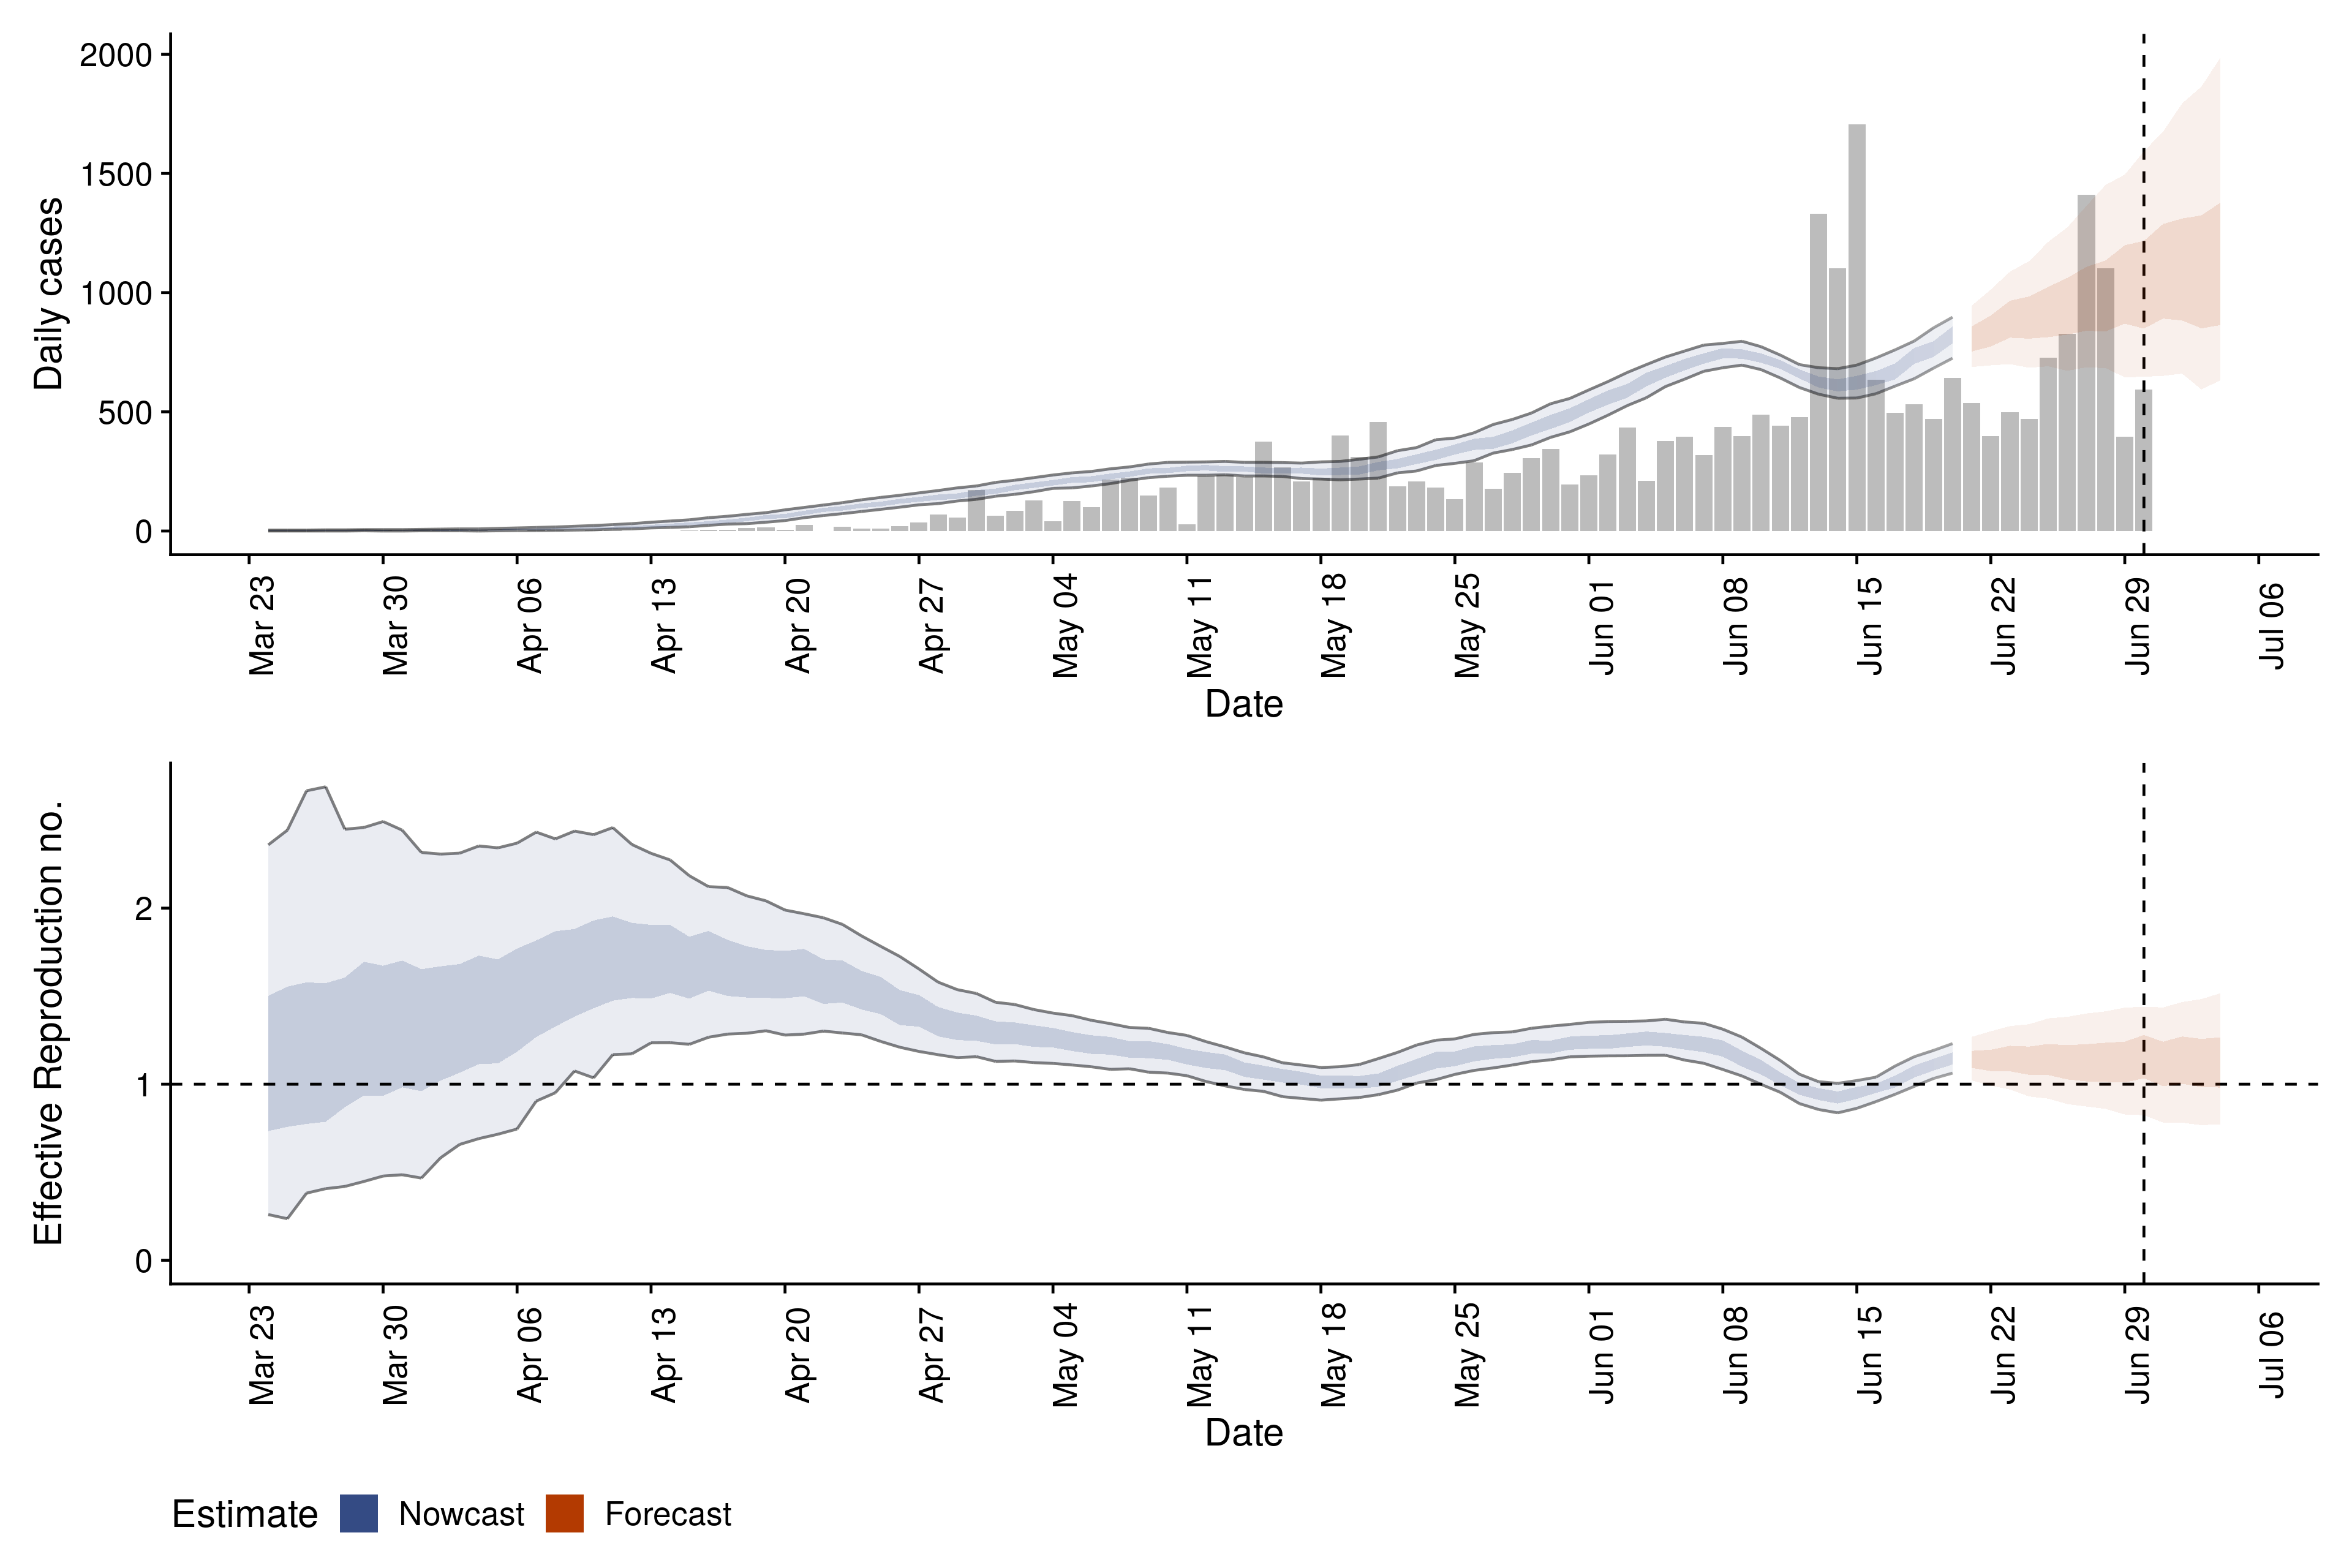 2000
1500
1000
500
0
Daily cases
Mar 23
Mar 30
Apr 06
Apr 13
Apr 20
Apr 27
May 04
May 11
May 18
May 25
Jun 01
Jun 08
Jun 15
Jun 22
Jun 29
Jul 06
Date
2
1
0
Effective Reproduction no.
Mar 23
Mar 30
Apr 06
Apr 13
Apr 20
Apr 27
May 04
May 11
May 18
May 25
Jun 01
Jun 08
Jun 15
Jun 22
Jun 29
Jul 06
Date
Estimate Nowcast Forecast